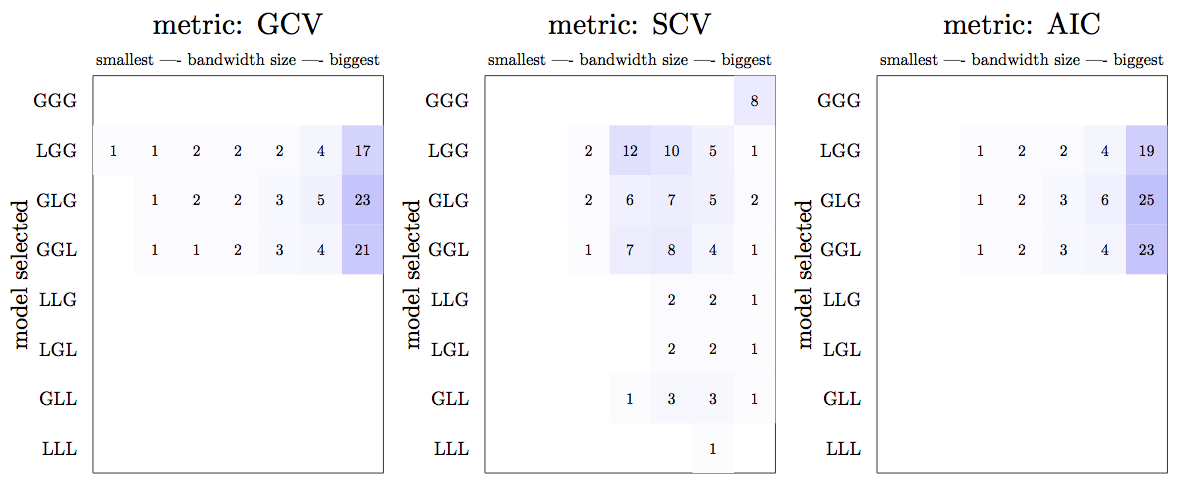 metric: GCV
smallest —- bandwidth size —- biggest
model selected
GGG
LGG 1 1 2 2 2 4 17
GLG 1 2 2 3 5 23
GGL 1 1 2 3 4 21
LLG
LGL
GLL
LLL
metric: SCV
smallest —- bandwidth size —- biggest
model selected
GGG 8
LGG 2 12 10 5 1
GLG 2 6 7 5 2
GGL 1 7 8 4 1
LLG 2 2 1
LGL 2 2 1
GLL 1 3 3 1
LLL 1
metric: AIC
smallest —- bandwidth size —- biggest
model selected
GGG
LGG 1 2 2 4 19
GLG 1 2 3 6 25
GGL 1 2 3 4 23
LLG
LGL
GLL
LLL